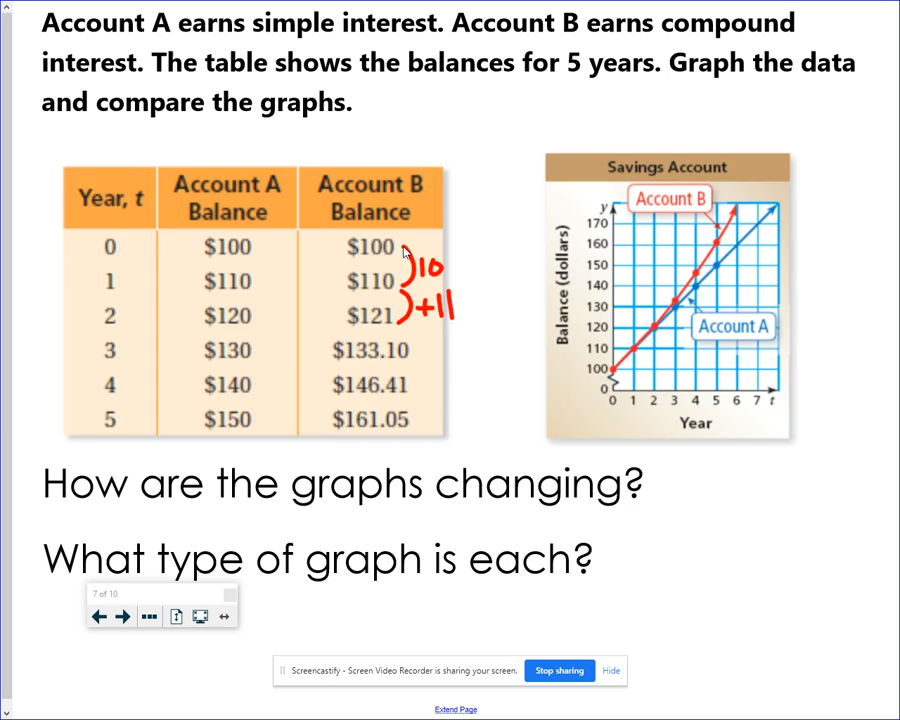 Account A earns simple interest. Account B earns compound
interest. The table shows the balances for 5 years. Graph the data
and compare the graphs.
Year, t Account A Balance Account B Balance
0 $100 $100
1 $110 $110
2 $120 $121
3 $130 $133.10
4 $140 $146.41
5 $150 $161.05
10
+11
Savings Account
y
Account B
Balance (dollars)
170
160
150
140
130
120
110
100
0
Account A
0 1 2 3 4 5 6 7 t
Year
How are the graphs changing?
What type of graph is each?
7 of 10
Screencastify - Screen Video Recorder is sharing your screen. Stop sharing Hide
Extend Page